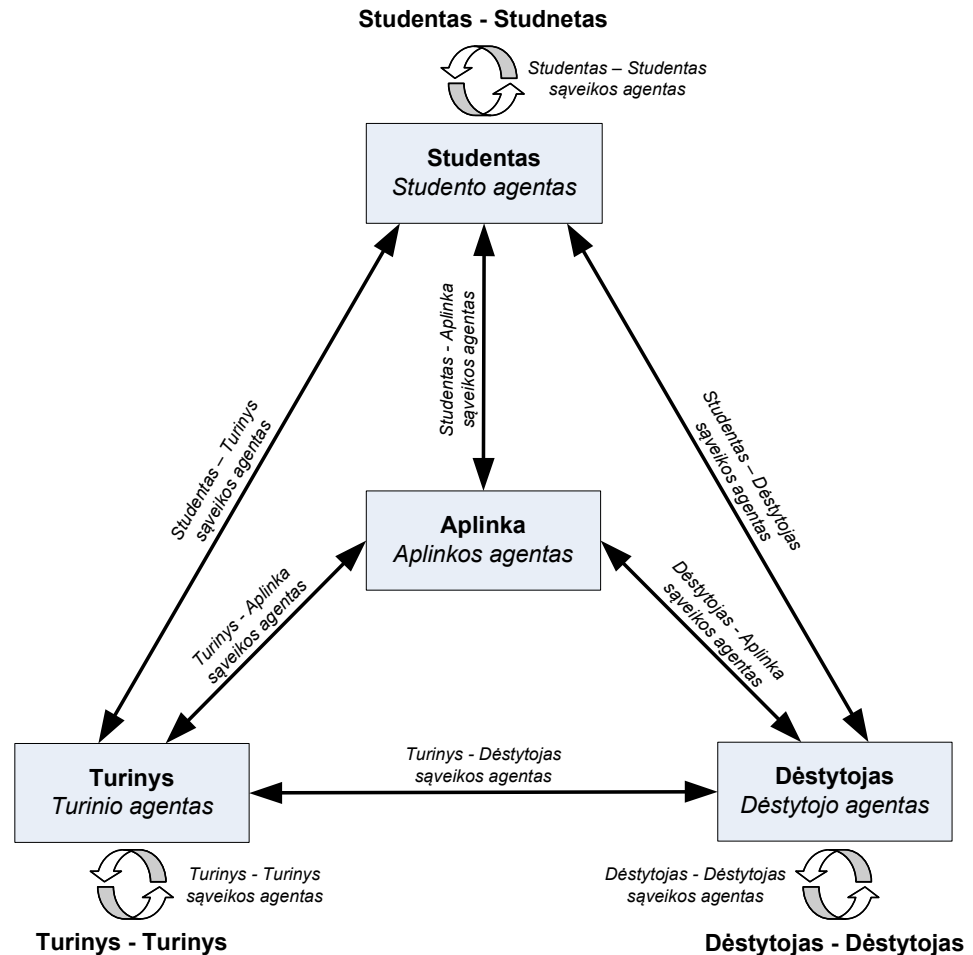 Studentas - Studnetas
Studentas – Studentas
sąveikos agentas
Studentas
Studento agentas
Studentas - Aplinka
sąveikos agentas
Studentas – Turinys
sąveikos agentas
Studentas – Dėstytojas
sąveikos agentas
Aplinka
Aplinkos agentas
Turinys - Aplinka
sąveikos agentas
Dėstytojas - Aplinka
sąveikos agentas
Turinys
Turinio agentas
Turinys - Dėstytojas
sąveikos agentas
Dėstytojas
Dėstytojo agentas
Turinys - Turinys
sąveikos agentas
Dėstytojas - Dėstytojas
sąveikos agentas
Turinys - Turinys
Dėstytojas - Dėstytojas